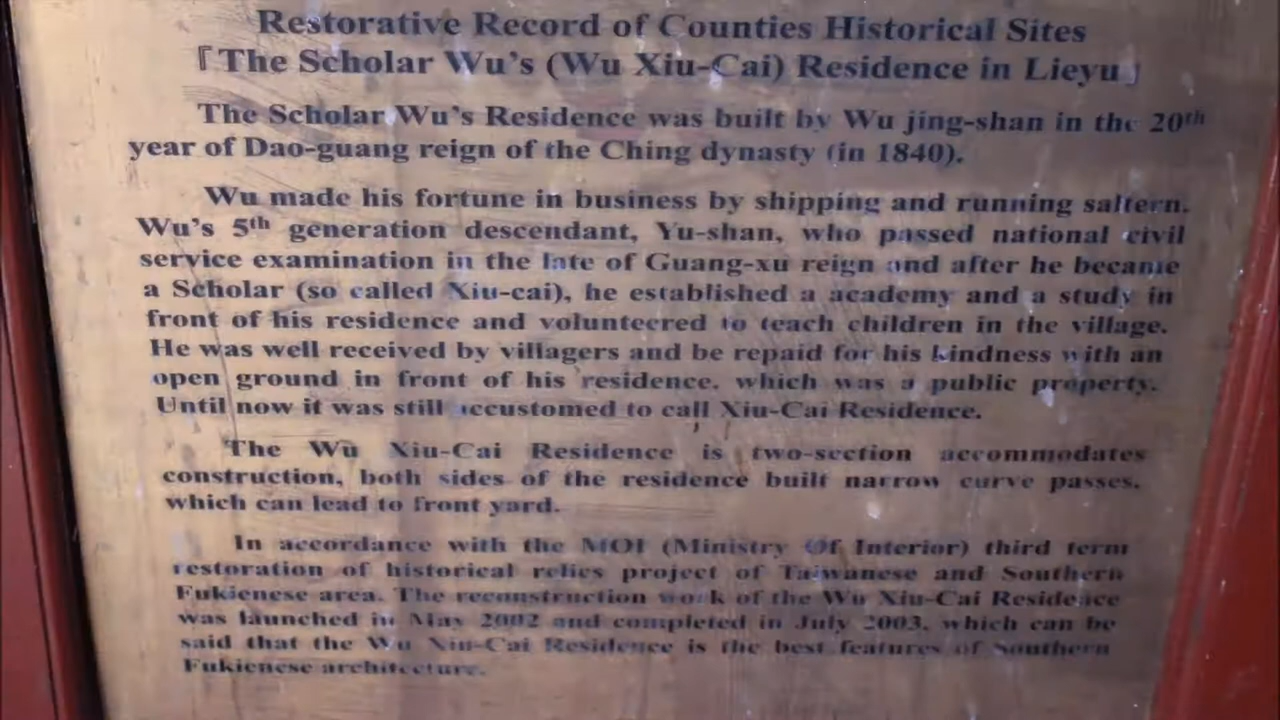 Restorative Record of Counties Historical Sites
『The Scholar Wu's (Wu Xiu-Cai) Residence in Lieyu』
The Scholar Wu's Residence was built by Wu jing-shan in the 20th
year of Dao-guang reign of the Ching dynasty (in 1840).
Wu made his fortune in business by shipping and running saltern.
Wu's 5th generation descendant, Yu-shan, who passed national civil
service examination in the late of Guang-xu reign and after he became
a Scholar (so called Xiu-cai), he established a academy and a study in
front of his residence and volunteered to teach children in the village.
He was well received by villagers and be repaid for his kindness with an
open ground in front of his residence, which was a public property.
Until now it was still accustomed to call Xiu-Cai Residence.
The Wu Xiu-Cai Residence is two-section accommodates
construction, both sides of the residence built narrow curve passes,
which can lead to front yard.
In accordance with the MOI (Ministry Of Interior) third term
restoration of historical relics project of Taiwanese and Southern
Fukienese area. The reconstruction work of the Wu Xiu-Cai Residence
was launched in May 2002 and completed in July 2003, which can be
said that the Wu Xiu-Cai Residence is the best features of Southern
Fukienese architecture.